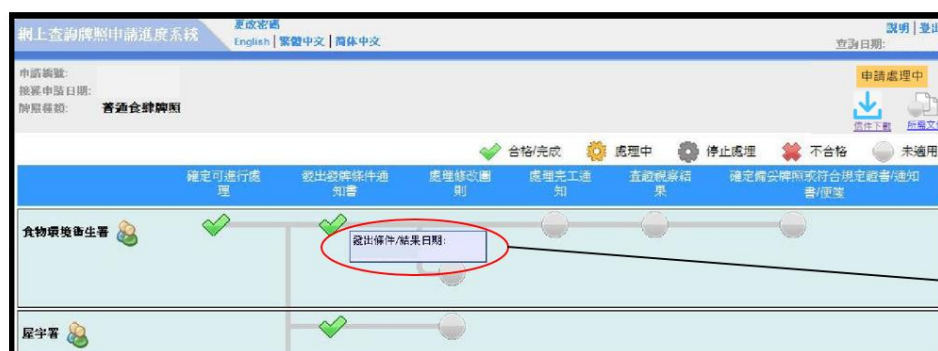 更改密碼
網上查詢牌照申請進度系統
English | 繁體中文 | 简体中文
說明 | 登出
查詢日期:
申請編號:
接獲申請日期:
牌照種類: 普通食肆牌照
申請處理中
信件下載 所需文件
合格/完成 處理中 停止處理 不合格 未適用
確定可進行處理
發出發牌條件通知書
處理修改圖則
處理完工通知
查證視察結果
確定備妥牌照或符合規定證書/通知書/便箋
食物環境衞生署
發出條件/結果日期:
屋宇署